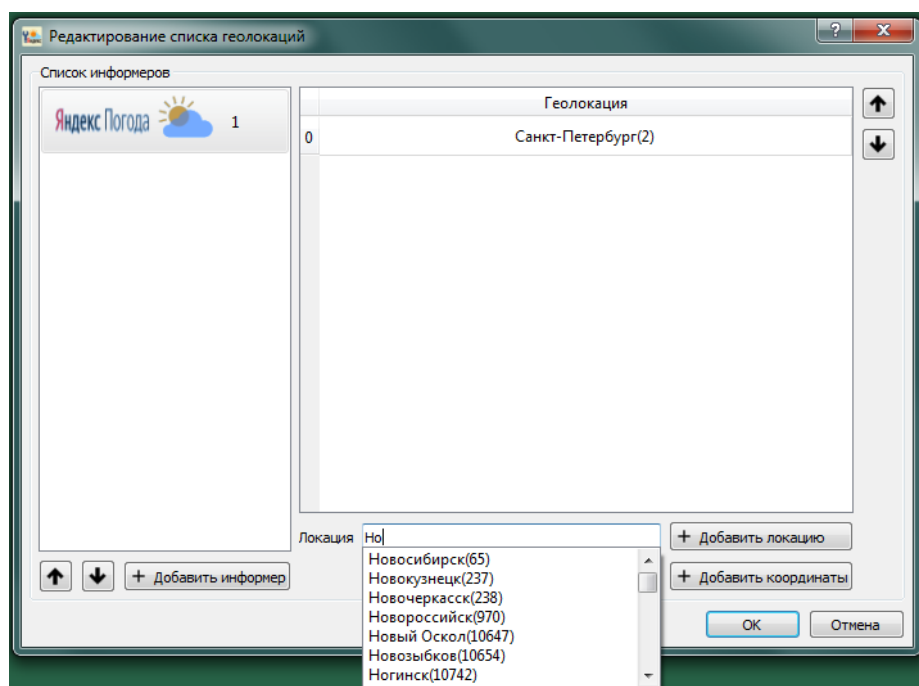 Редактирование списка геолокаций
Список информеров
Яндекс Погода 1
Геолокация
0 Санкт-Петербург(2)
Локация Но
+ Добавить локацию
Новосибирск(65)
Новокузнецк(237)
Новочеркасск(238)
Новороссийск(970)
Новый Оскол(10647)
Новозыбков(10654)
Ногинск(10742)
+ Добавить информер
+ Добавить координаты
OK
Отмена